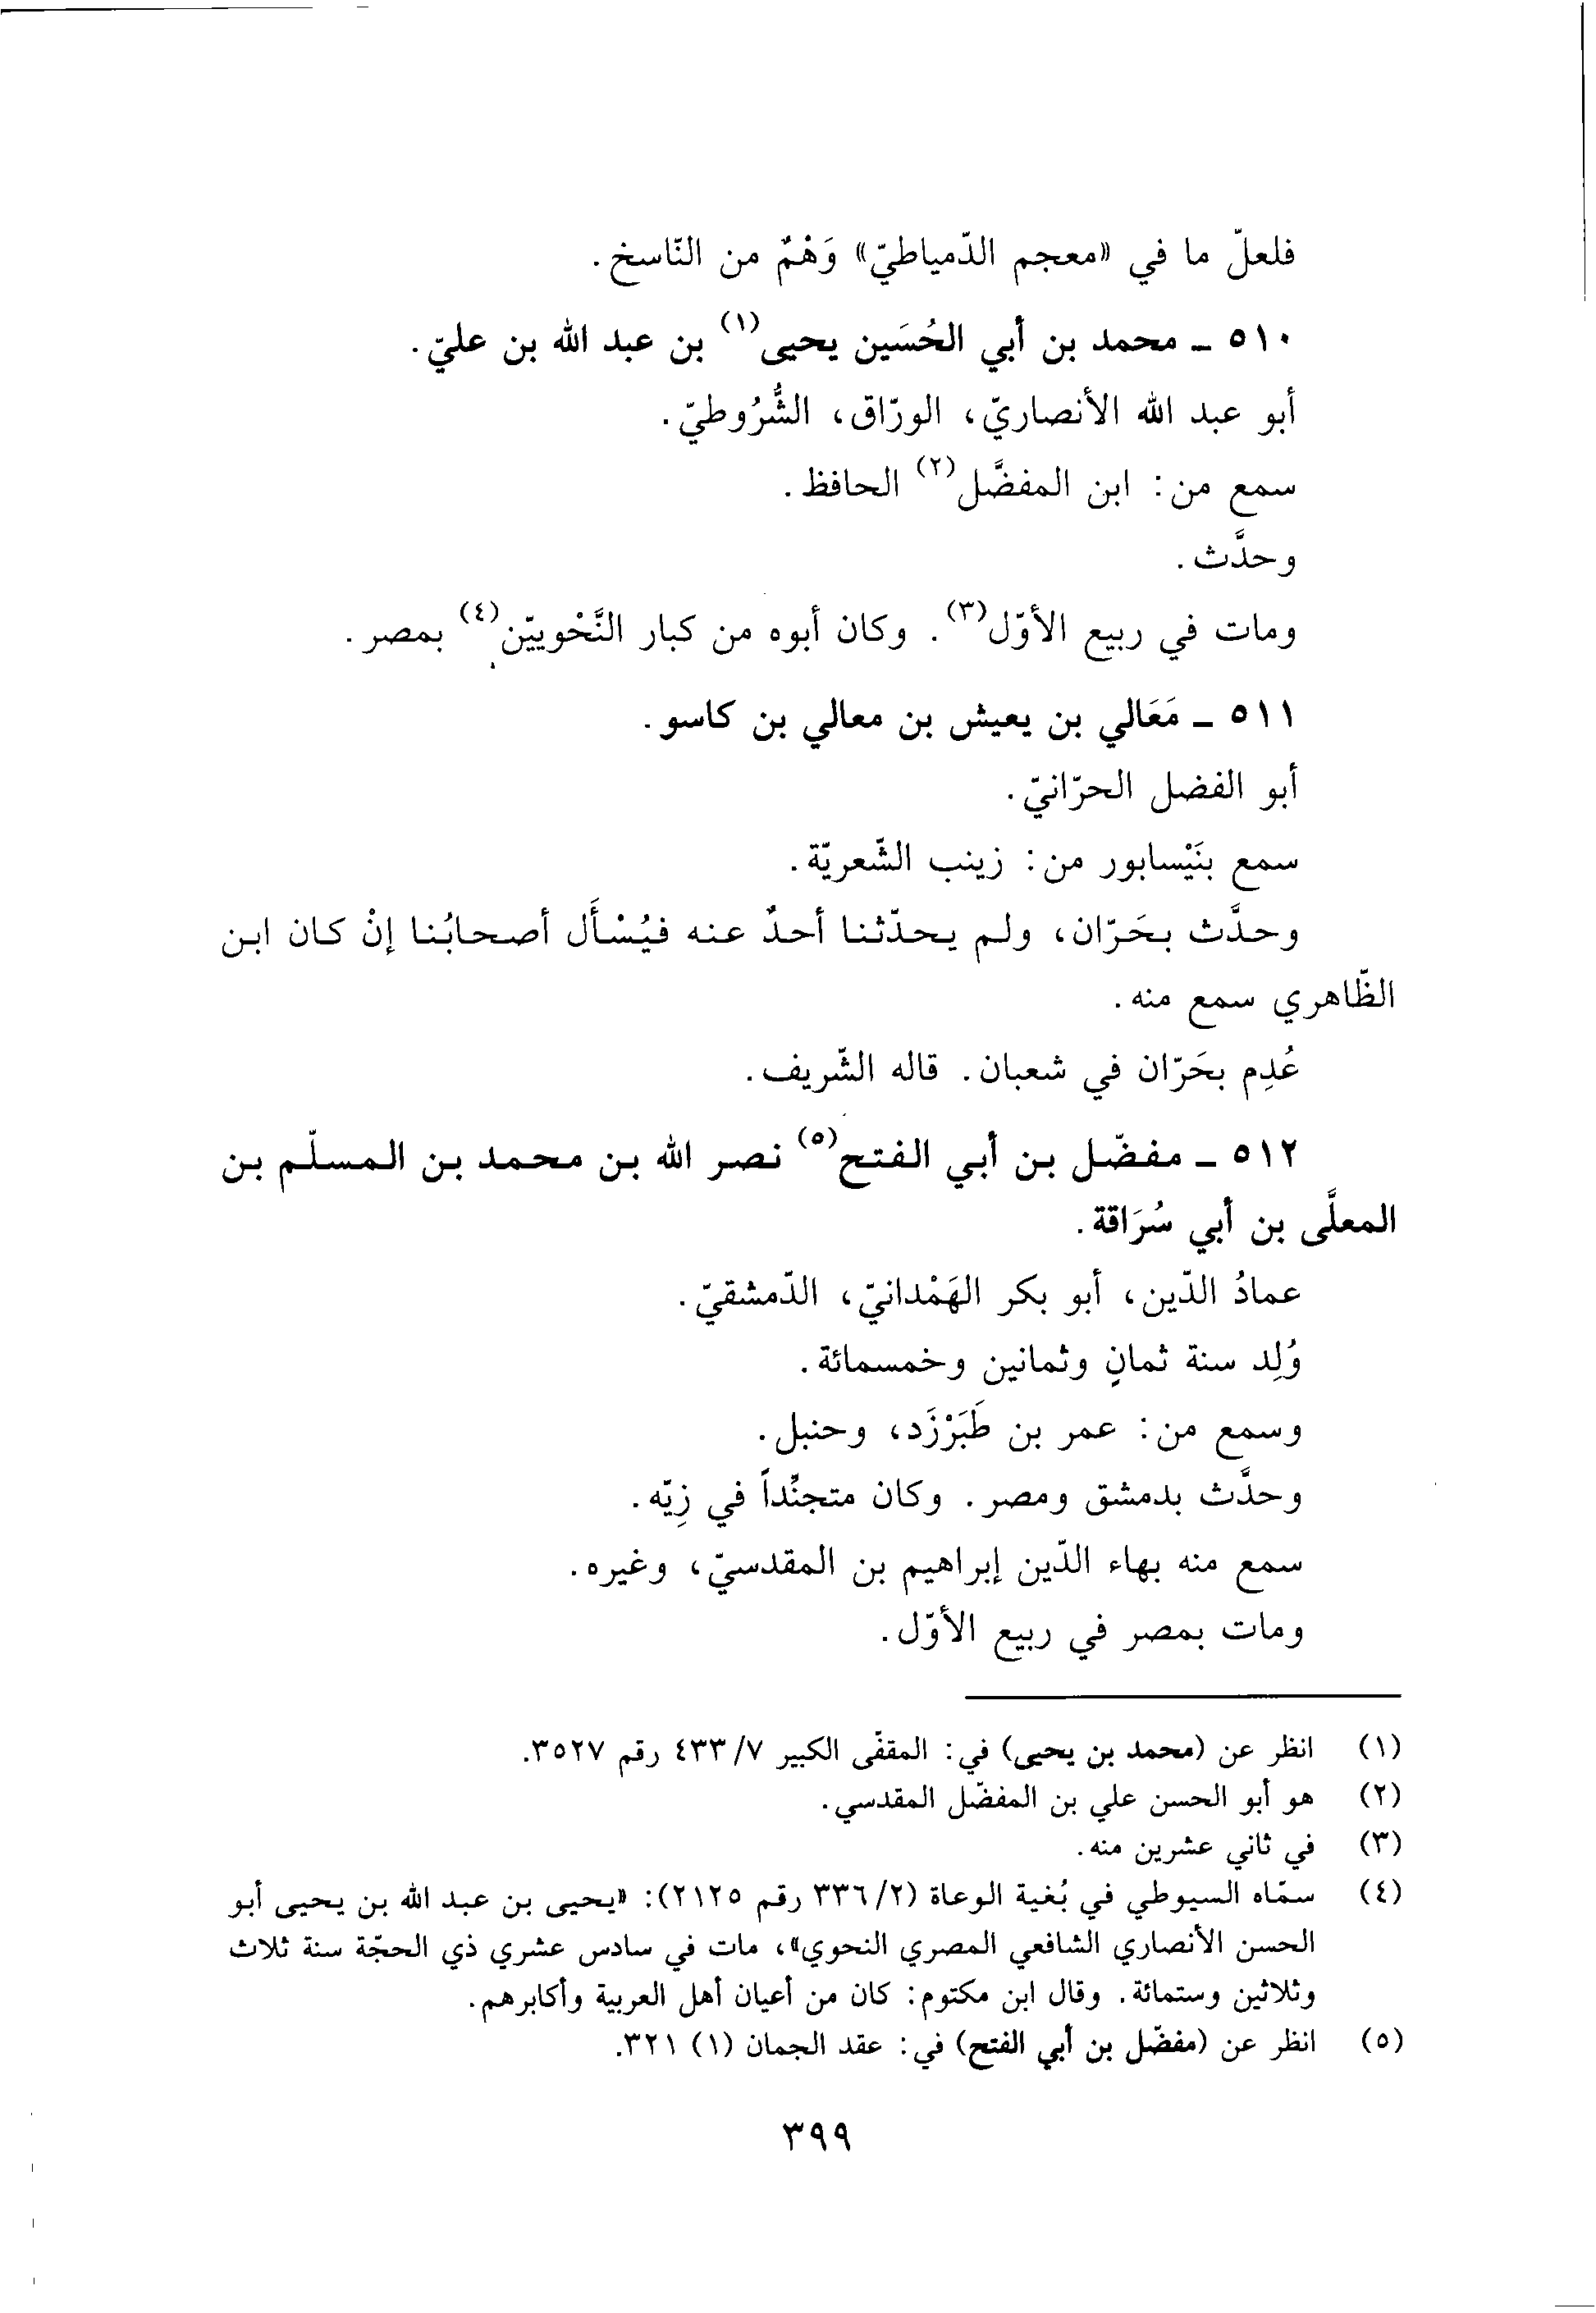 فلعلّ ما في «معجم الدّمياطيّ» وَهْمٌ من النّاسخ.
٥١٠ ـ محمد بن أبي الحُسَين يحيى(١) بن عبد الله بن عليّ.
أبو عبد الله الأنصاريّ، الورّاق، الشُّرُوطيّ.
سمع من: ابن المفضَّل(٢) الحافظ.
وحدَّث.
ومات في ربيع الأوّل(٣). وكان أبوه من كبار النَّحْوييّن(٤) بمصر.
٥١١ ـ مَعَالي بن يعيش بن معالي بن كاسو.
أبو الفضل الحرّانيّ.
سمع بنَيْسابور من: زينب الشّعريّة.
وحدَّث بحَرّان، ولم يحدّثنا أحدٌ عنه فيُسْأَل أصحابُنا إنْ كان ابن
الظّاهري سمع منه.
عُدِم بحَرّان في شعبان. قاله الشّريف.
٥١٢ ـ مفضّل بن أبي الفتح(٥) نصر الله بن محمد بن المسلّم بن
المعلَّى بن أبي سُرَاقة.
عمادُ الدّين، أبو بكر الهَمْدانيّ، الدّمشقيّ.
وُلِد سنة ثمانٍ وثمانين وخمسمائة.
وسمع من: عمر بن طَبَرْزَد، وحنبل.
وحدَّث بدمشق ومصر. وكان متجنِّداً في زِيّه.
سمع منه بهاء الدّين إبراهيم بن المقدسيّ، وغيره.
ومات بمصر في ربيع الأوّل.
(١) انظر عن (محمد بن يحيى) في: المقفّى الكبير ٧/ ٤٣٣ رقم ٣٥٢٧.
(٢) هو أبو الحسن علي بن المفضّل المقدسي.
(٣) في ثاني عشرين منه.
(٤) سمّاه السيوطي في بُغية الوعاة (٢/ ٣٣٦ رقم ٢١٢٥): «يحيى بن عبد الله بن يحيى أبو
الحسن الأنصاري الشافعي المصري النحوي»، مات في سادس عشري ذي الحجّة سنة ثلاث
وثلاثين وستمائة. وقال ابن مكتوم: كان من أعيان أهل العربية وأكابرهم.
(٥) انظر عن (مفضّل بن أبي الفتح) في: عقد الجمان (١) ٣٢١.
٣٩٩